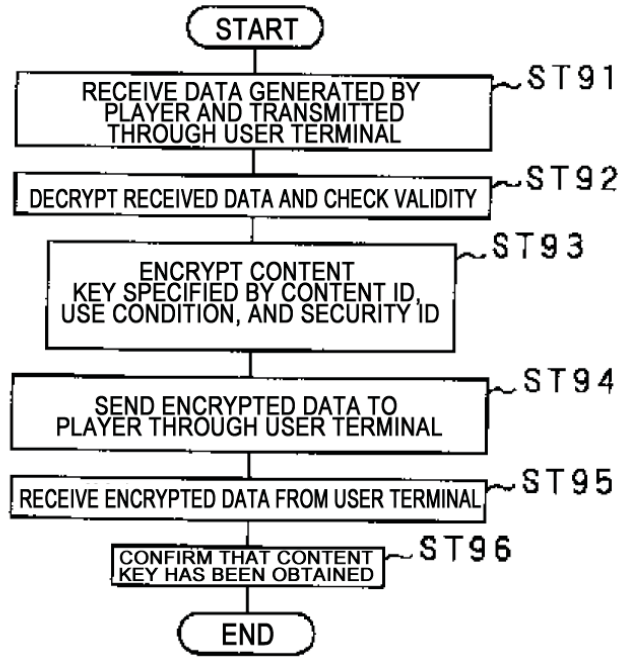 START
ST91
RECEIVE DATA GENERATED BY
PLAYER AND TRANSMITTED
THROUGH USER TERMINAL
ST92
DECRYPT RECEIVED DATA AND CHECK VALIDITY
ST93
ENCRYPT CONTENT
KEY SPECIFIED BY CONTENT ID,
USE CONDITION, AND SECURITY ID
ST94
SEND ENCRYPTED DATA TO
PLAYER THROUGH USER TERMINAL
ST95
RECEIVE ENCRYPTED DATA FROM USER TERMINAL
ST96
CONFIRM THAT CONTENT
KEY HAS BEEN OBTAINED
END